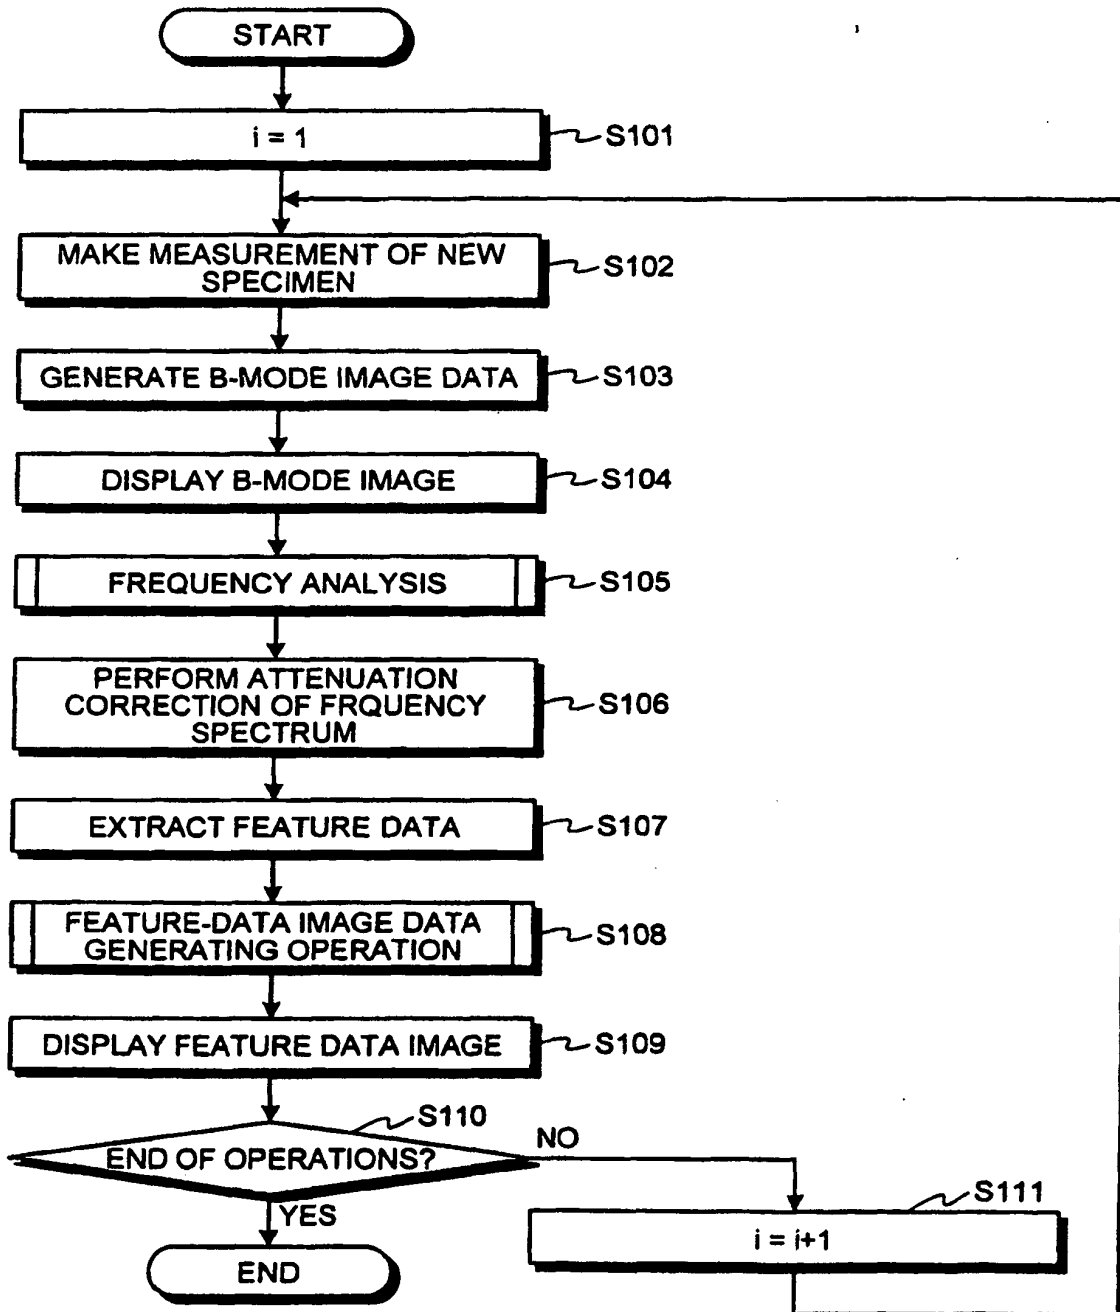 START
i = 1
S101
MAKE MEASUREMENT OF NEW
SPECIMEN
S102
GENERATE B-MODE IMAGE DATA
S103
DISPLAY B-MODE IMAGE
S104
FREQUENCY ANALYSIS
S105
PERFORM ATTENUATION
CORRECTION OF FRQUENCY
SPECTRUM
S106
EXTRACT FEATURE DATA
S107
FEATURE-DATA IMAGE DATA
GENERATING OPERATION
S108
DISPLAY FEATURE DATA IMAGE
S109
S110
END OF OPERATIONS?
NO
YES
S111
i = i+1
END